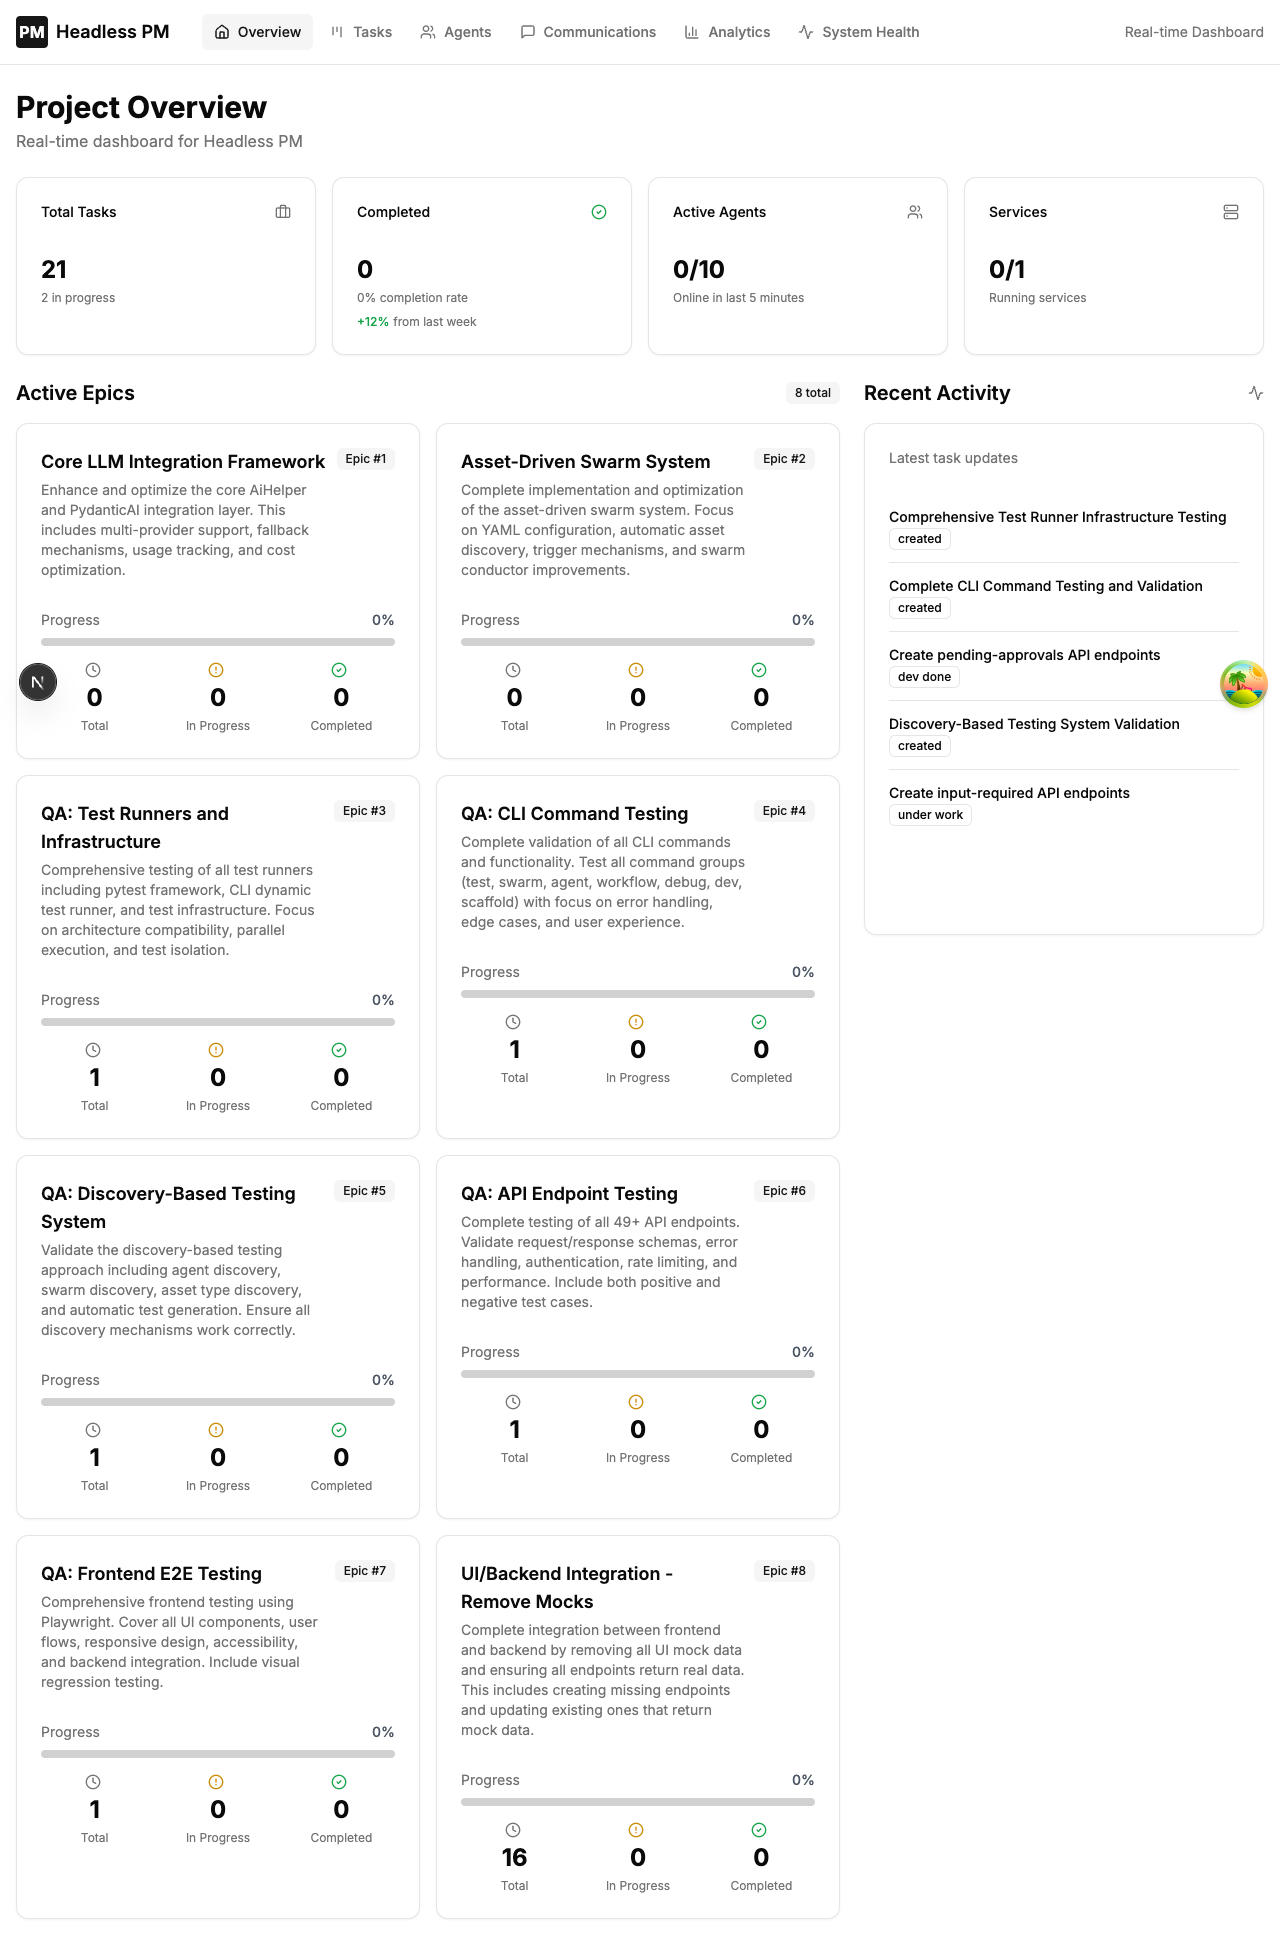 PM Headless PM
Overview
Tasks
Agents
Communications
Analytics
System Health
Real-time Dashboard
Project Overview
Real-time dashboard for Headless PM
Total Tasks
21
2 in progress
Completed
0
0% completion rate
+12% from last week
Active Agents
0/10
Online in last 5 minutes
Services
0/1
Running services
Active Epics
8 total
Core LLM Integration Framework
Epic #1
Enhance and optimize the core AiHelper
and PydanticAI integration layer. This
includes multi-provider support, fallback
mechanisms, usage tracking, and cost
optimization.
Progress
0%
0
Total
0
In Progress
0
Completed
N
Asset-Driven Swarm System
Epic #2
Complete implementation and optimization
of the asset-driven swarm system. Focus
on YAML configuration, automatic asset
discovery, trigger mechanisms, and swarm
conductor improvements.
Progress
0%
0
Total
0
In Progress
0
Completed
QA: Test Runners and
Infrastructure
Epic #3
Comprehensive testing of all test runners
including pytest framework, CLI dynamic
test runner, and test infrastructure. Focus
on architecture compatibility, parallel
execution, and test isolation.
Progress
0%
1
Total
0
In Progress
0
Completed
QA: CLI Command Testing
Epic #4
Complete validation of all CLI commands
and functionality. Test all command groups
(test, swarm, agent, workflow, debug, dev,
scaffold) with focus on error handling,
edge cases, and user experience.
Progress
0%
1
Total
0
In Progress
0
Completed
QA: Discovery-Based Testing
System
Epic #5
Validate the discovery-based testing
approach including agent discovery,
swarm discovery, asset type discovery,
and automatic test generation. Ensure all
discovery mechanisms work correctly.
Progress
0%
1
Total
0
In Progress
0
Completed
QA: API Endpoint Testing
Epic #6
Complete testing of all 49+ API endpoints.
Validate request/response schemas, error
handling, authentication, rate limiting, and
performance. Include both positive and
negative test cases.
Progress
0%
1
Total
0
In Progress
0
Completed
QA: Frontend E2E Testing
Epic #7
Comprehensive frontend testing using
Playwright. Cover all UI components, user
flows, responsive design, accessibility,
and backend integration. Include visual
regression testing.
Progress
0%
1
Total
0
In Progress
0
Completed
UI/Backend Integration -
Remove Mocks
Epic #8
Complete integration between frontend
and backend by removing all UI mock data
and ensuring all endpoints return real data.
This includes creating missing endpoints
and updating existing ones that return
mock data.
Progress
0%
16
Total
0
In Progress
0
Completed
Recent Activity
Latest task updates
Comprehensive Test Runner Infrastructure Testing
created
Complete CLI Command Testing and Validation
created
Create pending-approvals API endpoints
dev done
Discovery-Based Testing System Validation
created
Create input-required API endpoints
under work